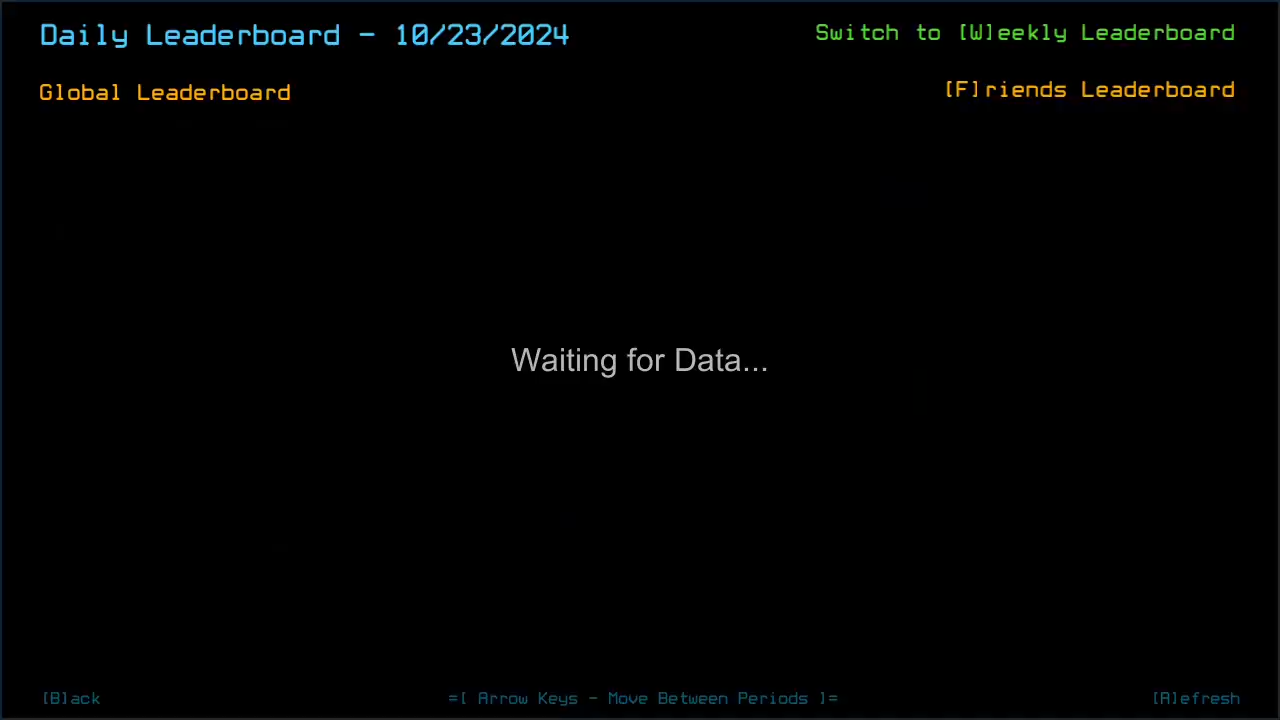 Daily Leaderboard - 10/23/2024
Switch to [W]eekly Leaderboard
Global Leaderboard
[F]riends Leaderboard
Waiting for Data...
[B]ack
=[ Arrow Keys - Move Between Periods ]=
[R]efresh